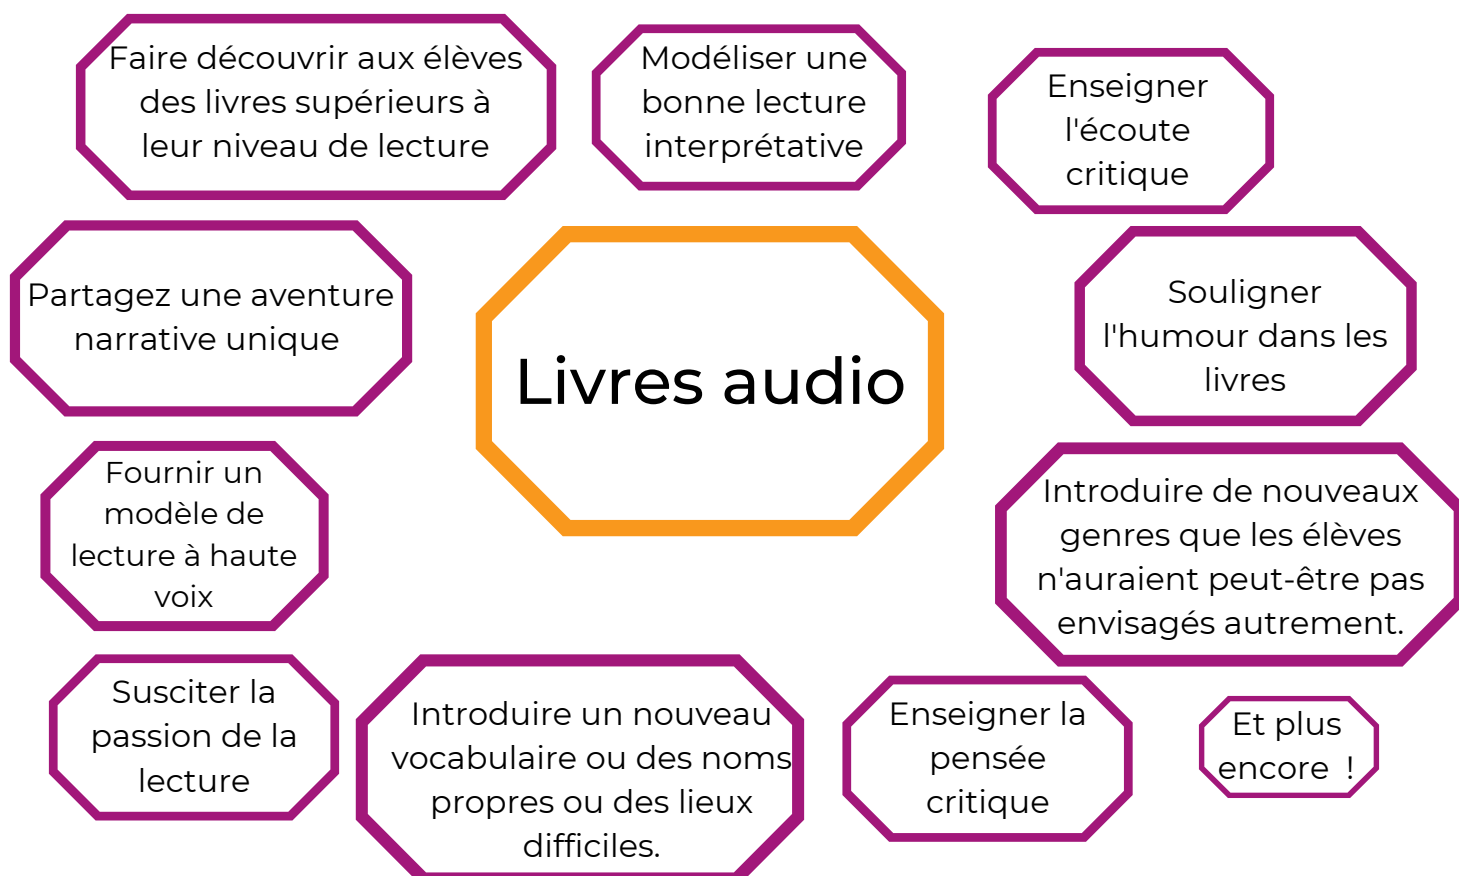 Faire découvrir aux élèves
des livres supérieurs à
leur niveau de lecture
Modéliser une
bonne lecture
interprétative
Enseigner
l'écoute
critique
Partagez une aventure
narrative unique
Livres audio
Souligner
l'humour dans les
livres
Fournir un
modèle de
lecture à haute
voix
Introduire de nouveaux
genres que les élèves
n'auraient peut-être pas
envisagés autrement.
Susciter la
passion de la
lecture
Introduire un nouveau
vocabulaire ou des noms
propres ou des lieux
difficiles.
Enseigner la
pensée
critique
Et plus
encore !